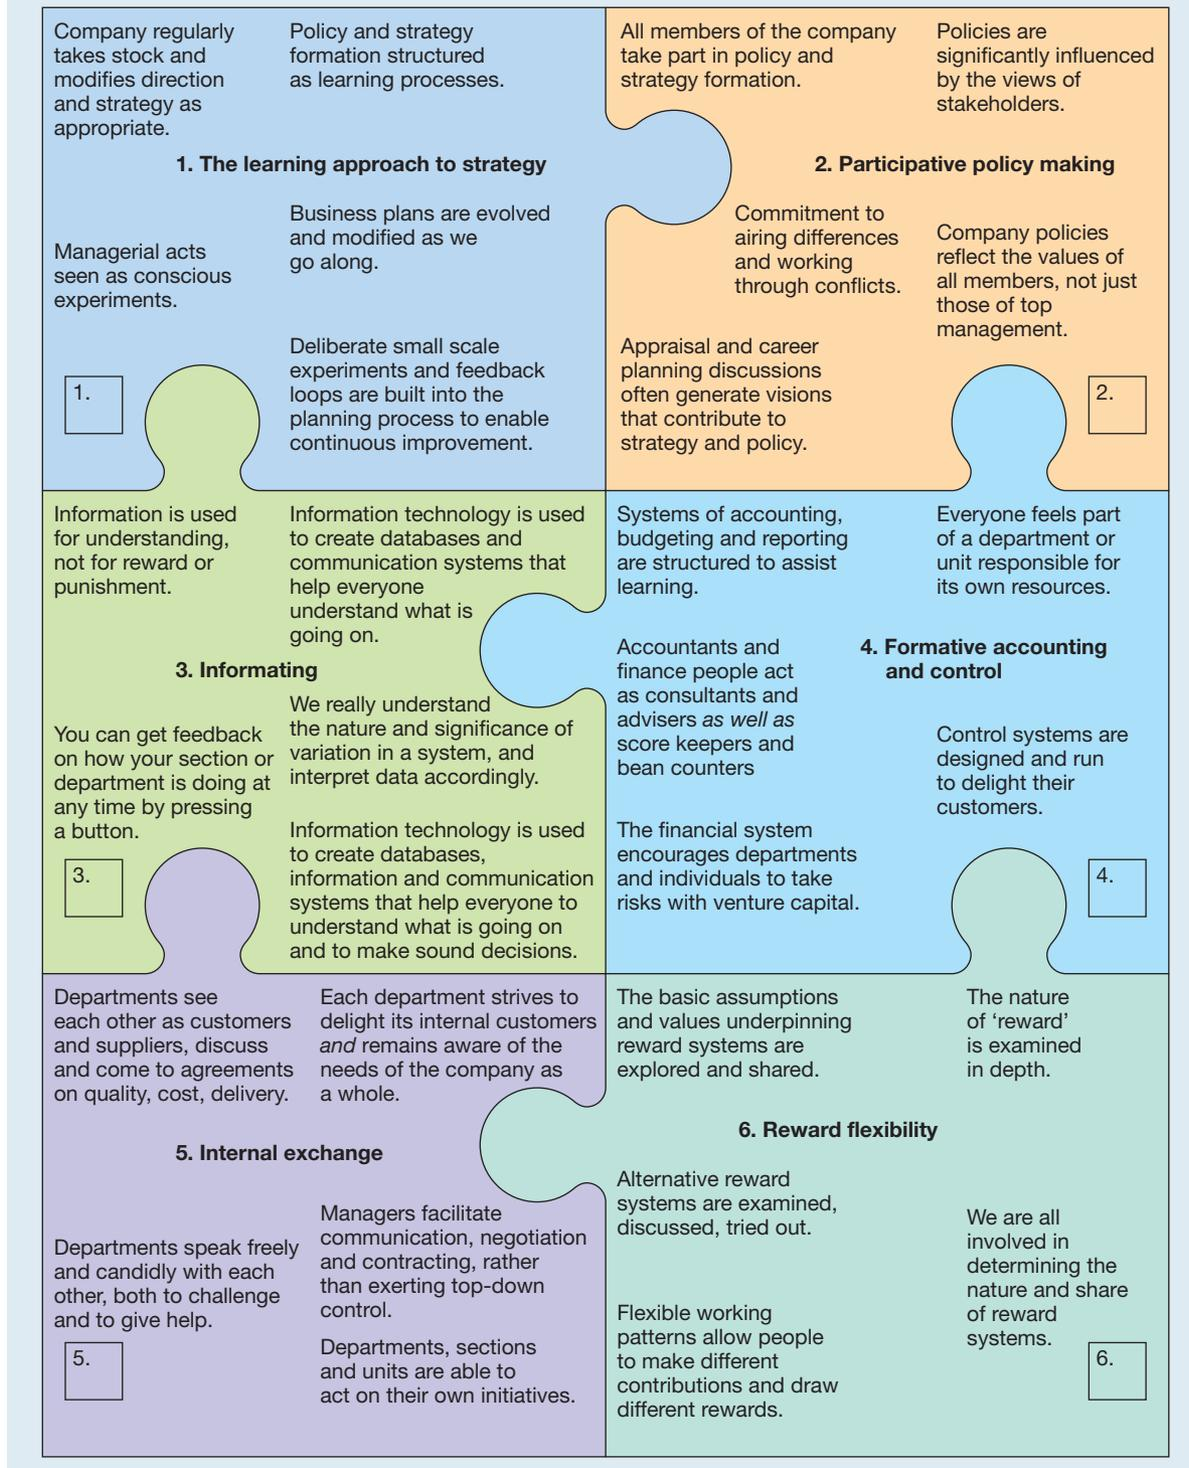 Company regularly
takes stock and
modifies direction
and strategy as
appropriate.
Policy and strategy
formation structured
as learning processes.
1. The learning approach to strategy
Managerial acts
seen as conscious
experiments.
Business plans are evolved
and modified as we
go along.
Deliberate small scale
experiments and feedback
loops are built into the
planning process to enable
continuous improvement.
1.
All members of the company
take part in policy and
strategy formation.
Policies are
significantly influenced
by the views of
stakeholders.
2. Participative policy making
Commitment to
airing differences
and working
through conflicts.
Company policies
reflect the values of
all members, not just
those of top
management.
Appraisal and career
planning discussions
often generate visions
that contribute to
strategy and policy.
2.
Information is used
for understanding,
not for reward or
punishment.
Information technology is used
to create databases and
communication systems that
help everyone
understand what is
going on.
3. Informating
We really understand
the nature and significance of
variation in a system, and
interpret data accordingly.
You can get feedback
on how your section or
department is doing at
any time by pressing
a button.
Information technology is used
to create databases,
information and communication
systems that help everyone to
understand what is going on
and to make sound decisions.
3.
Systems of accounting,
budgeting and reporting
are structured to assist
learning.
Everyone feels part
of a department or
unit responsible for
its own resources.
Accountants and
finance people act
as consultants and
advisers as well as
score keepers and
bean counters
4. Formative accounting
and control
Control systems are
designed and run
to delight their
customers.
The financial system
encourages departments
and individuals to take
risks with venture capital.
4.
Departments see
each other as customers
and suppliers, discuss
and come to agreements
on quality, cost, delivery.
Each department strives to
delight its internal customers
and remains aware of the
needs of the company as
a whole.
5. Internal exchange
Departments speak freely
and candidly with each
other, both to challenge
and to give help.
Managers facilitate
communication, negotiation
and contracting, rather
than exerting top-down
control.
Departments, sections
and units are able to
act on their own initiatives.
5.
The basic assumptions
and values underpinning
reward systems are
explored and shared.
The nature
of ‘reward’
is examined
in depth.
6. Reward flexibility
Alternative reward
systems are examined,
discussed, tried out.
We are all
involved in
determining the
nature and share
of reward
systems.
Flexible working
patterns allow people
to make different
contributions and draw
different rewards.
6.